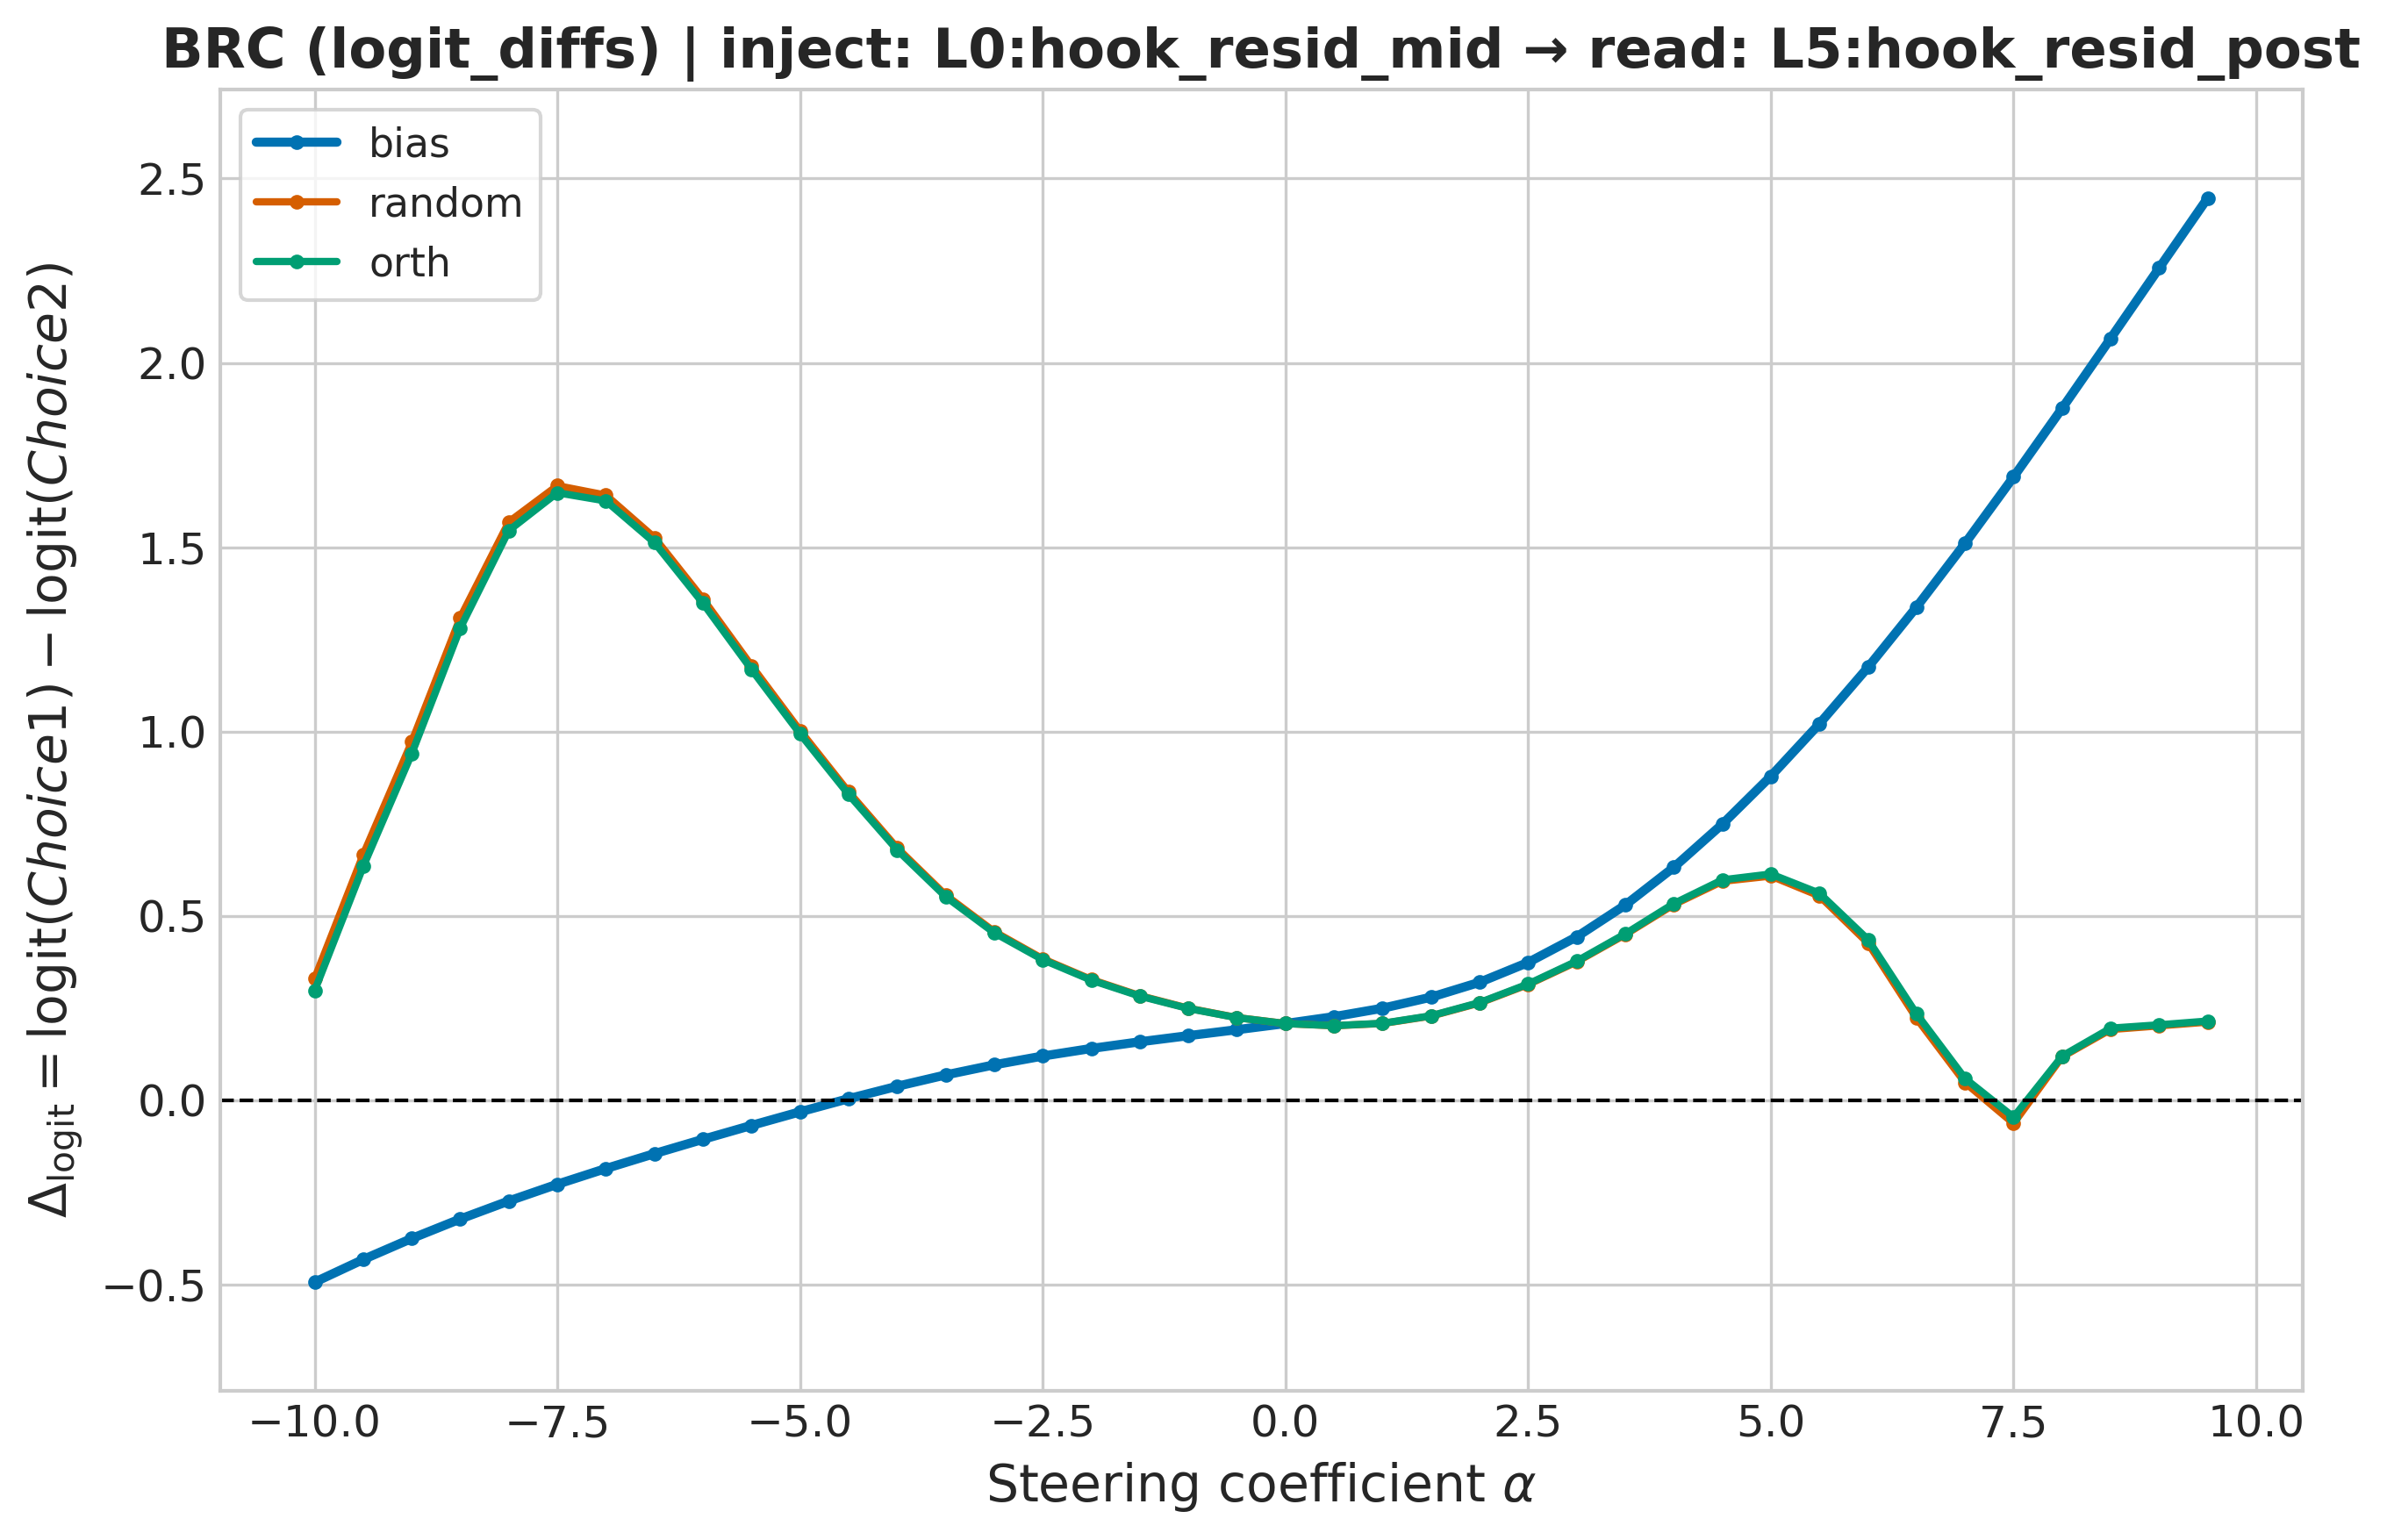 BRC (logit_diffs) | inject: L0:hook_resid_mid → read: L5:hook_resid_post
bias
random
orth
Δlogit = logit(Choice1) − logit(Choice2)
2.5
2.0
1.5
1.0
0.5
0.0
−0.5
−10.0 −7.5 −5.0 −2.5 0.0 2.5 5.0 7.5 10.0
Steering coefficient α